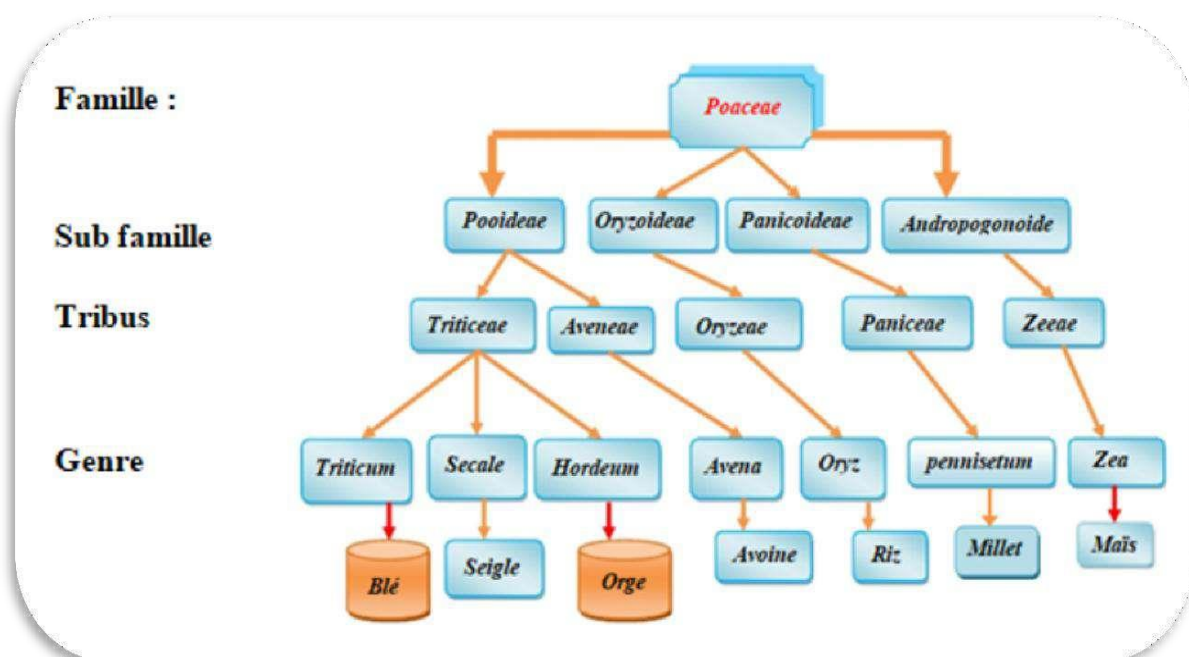 Famille :
Poaceae
Sub famille
Pooideae
Oryzoideae
Panicoideae
Andropogonoide
Tribus
Triticeae
Aveneae
Oryzeae
Paniceae
Zeeae
Genre
Triticum
Secale
Hordeum
Avena
Oryz
pennisetum
Zea
Blé
Seigle
Orge
Avoine
Riz
Millet
Maïs